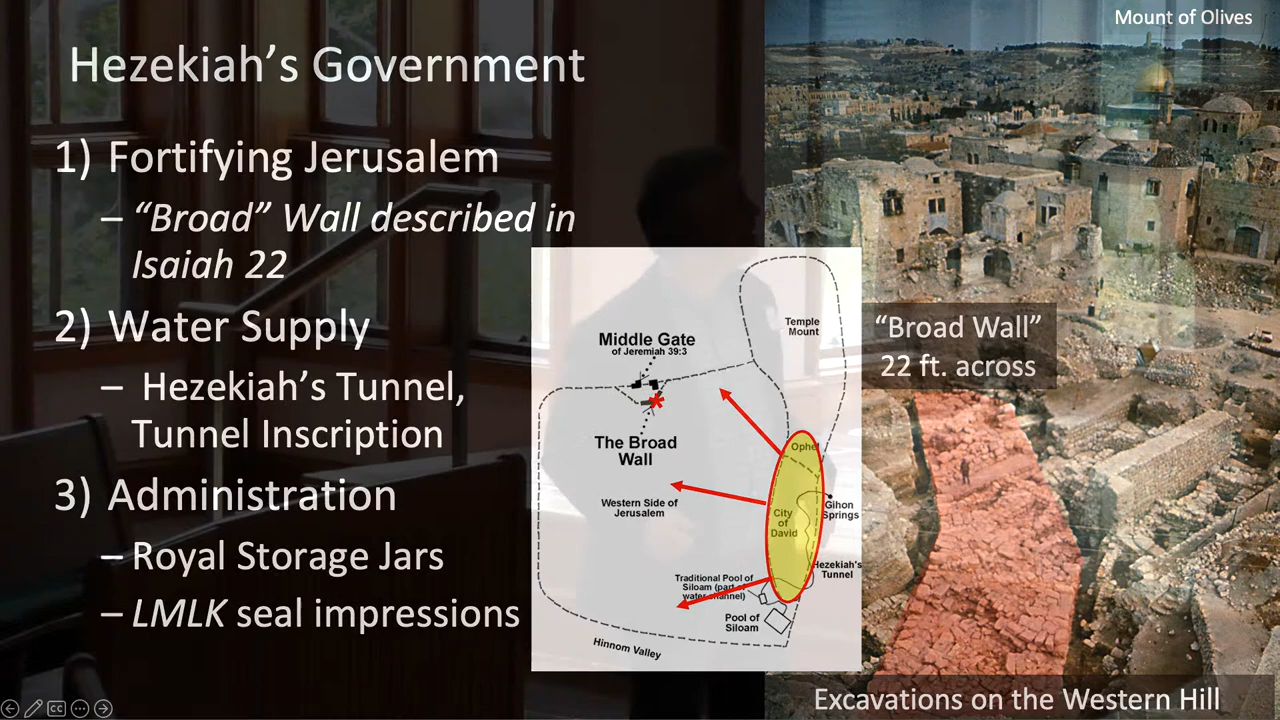 Mount of Olives
Hezekiah's Government
1) Fortifying Jerusalem
– "Broad" Wall described in
Isaiah 22
2) Water Supply
– Hezekiah's Tunnel,
Tunnel Inscription
3) Administration
– Royal Storage Jars
– LMLK seal impressions
Temple
Mount
Middle Gate
of Jeremiah 39:3
The Broad
Wall
Ophel
Western Side of
Jerusalem
City
of
David
Gihon
Springs
Hezekiah's
Tunnel
Traditional Pool of
Siloam (part of
water channel)
Pool of
Siloam
Hinnom Valley
"Broad Wall"
22 ft. across
Excavations on the Western Hill
CC